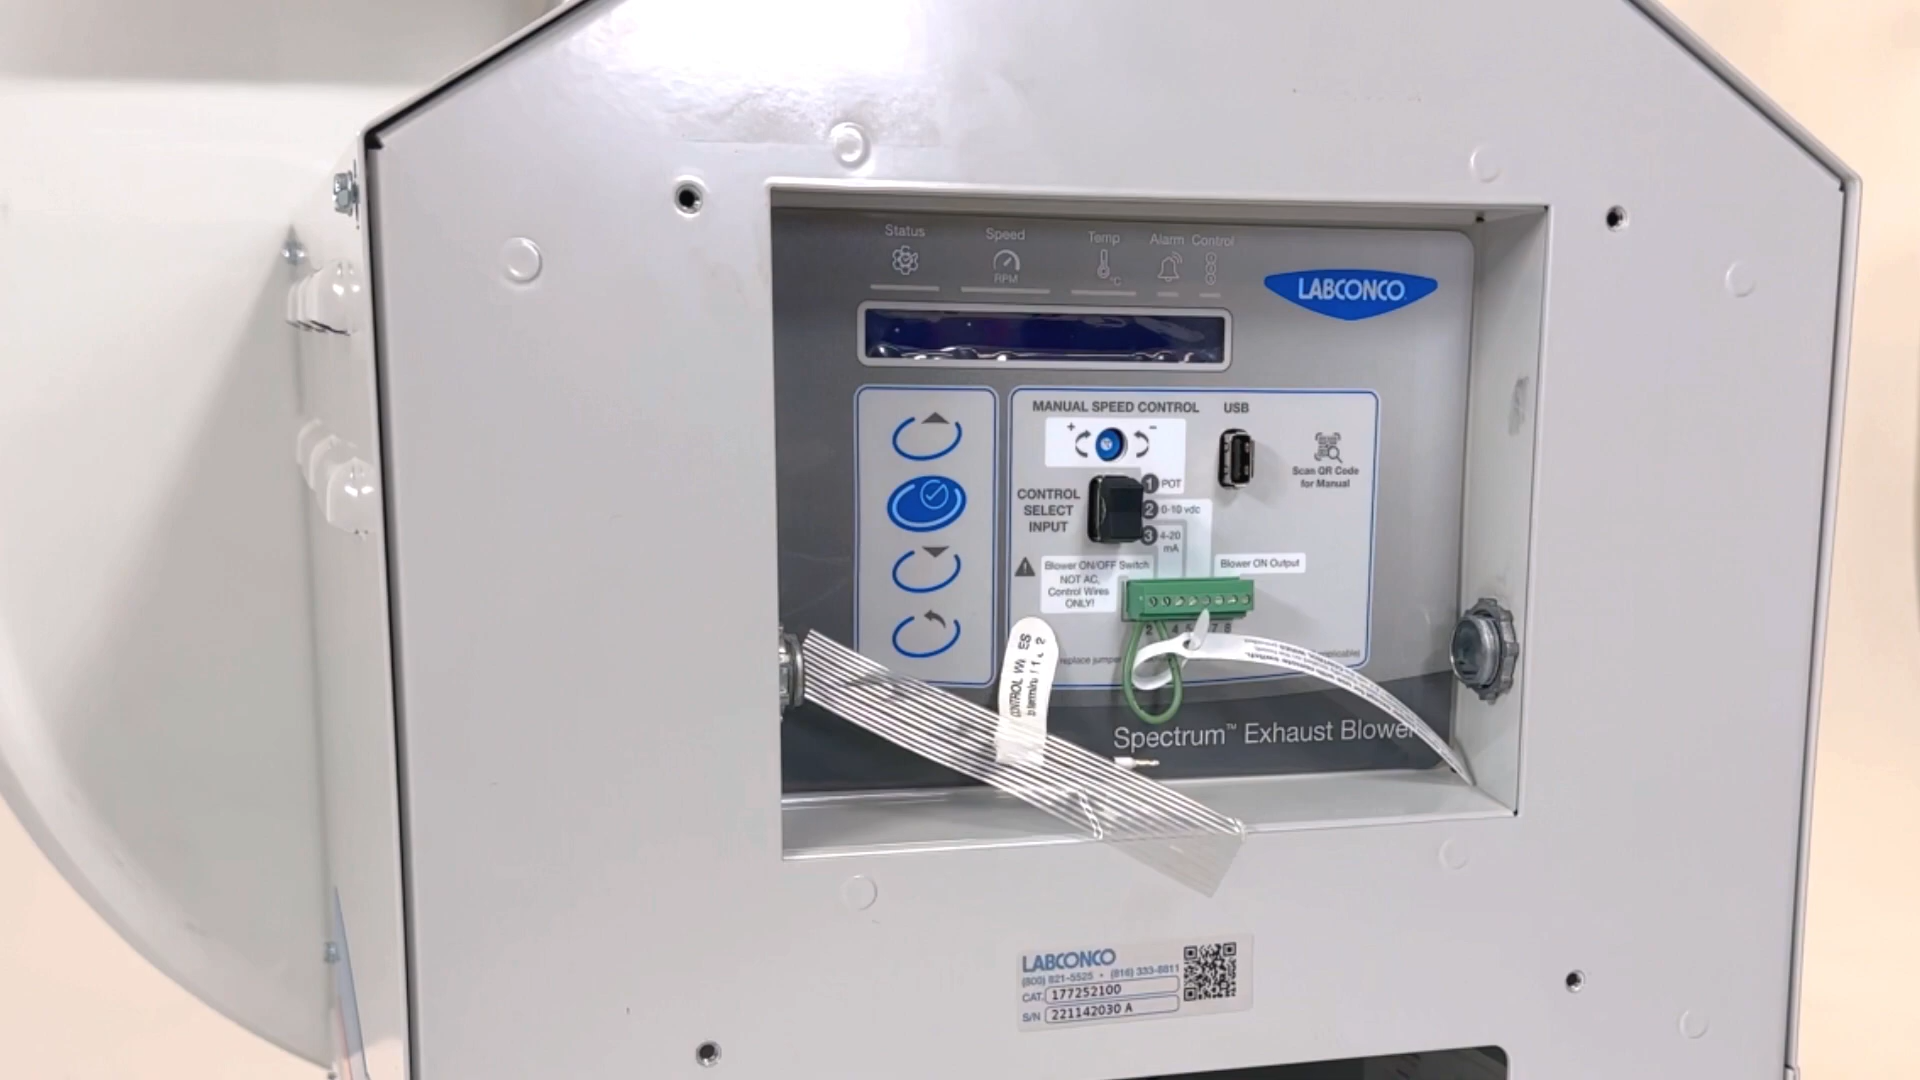 Status Speed Temp Alarm Control
RPM °C
LABCONCO
MANUAL SPEED CONTROL USB
+ -
1 POT
CONTROL
SELECT
INPUT
2 0-10 vdc
3 4-20
mA
Scan QR Code
for Manual
Blower ON/OFF Switch
NOT AC,
Control Wires
ONLY!
Blower ON Output
2 4 5 7 8
replace jumper
Spectrum™ Exhaust Blower
LABCONCO
(800) 821-5525 • (816) 333-8811
CAT. 177252100
S/N 221142030 A